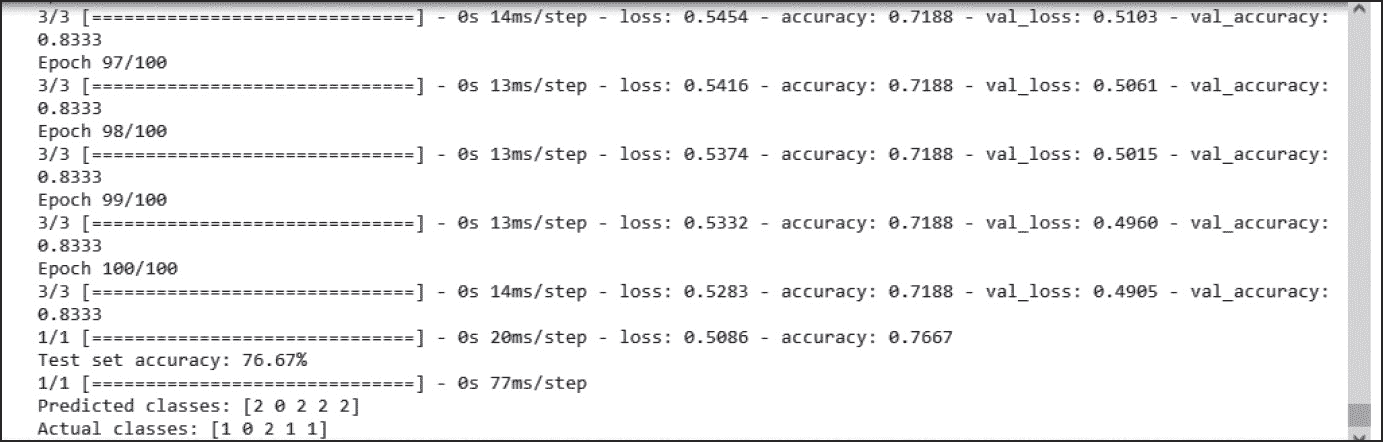 3/3 [==============================] - 0s 14ms/step - loss: 0.5454 - accuracy: 0.7188 - val_loss: 0.5103 - val_accuracy:
0.8333
Epoch 97/100
3/3 [==============================] - 0s 13ms/step - loss: 0.5416 - accuracy: 0.7188 - val_loss: 0.5061 - val_accuracy:
0.8333
Epoch 98/100
3/3 [==============================] - 0s 13ms/step - loss: 0.5374 - accuracy: 0.7188 - val_loss: 0.5015 - val_accuracy:
0.8333
Epoch 99/100
3/3 [==============================] - 0s 13ms/step - loss: 0.5332 - accuracy: 0.7188 - val_loss: 0.4960 - val_accuracy:
0.8333
Epoch 100/100
3/3 [==============================] - 0s 14ms/step - loss: 0.5283 - accuracy: 0.7188 - val_loss: 0.4905 - val_accuracy:
0.8333
1/1 [==============================] - 0s 20ms/step - loss: 0.5086 - accuracy: 0.7667
Test set accuracy: 76.67%
1/1 [==============================] - 0s 77ms/step
Predicted classes: [2 0 2 2 2]
Actual classes: [1 0 2 1 1]